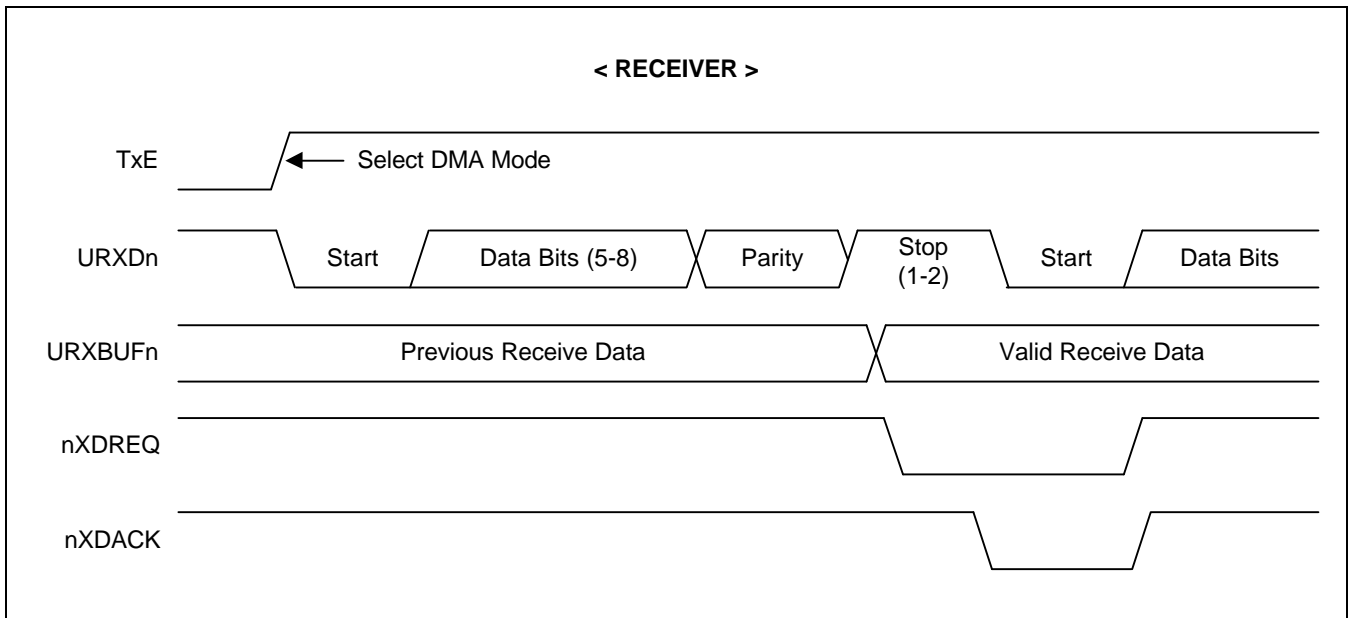 < RECEIVER >
TxE
Select DMA Mode
URXDn
Start
Data Bits (5-8)
Parity
Stop
(1-2)
Start
Data Bits
URXBUFn
Previous Receive Data
Valid Receive Data
nXDREQ
nXDACK